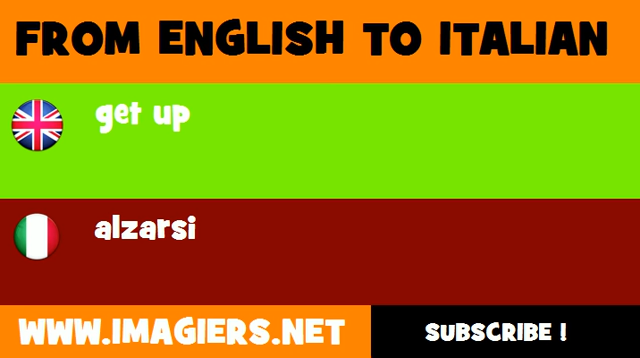 FROM ENGLISH TO ITALIAN
get up
alzarsi
WWW.IMAGIERS.NET
SUBSCRIBE !